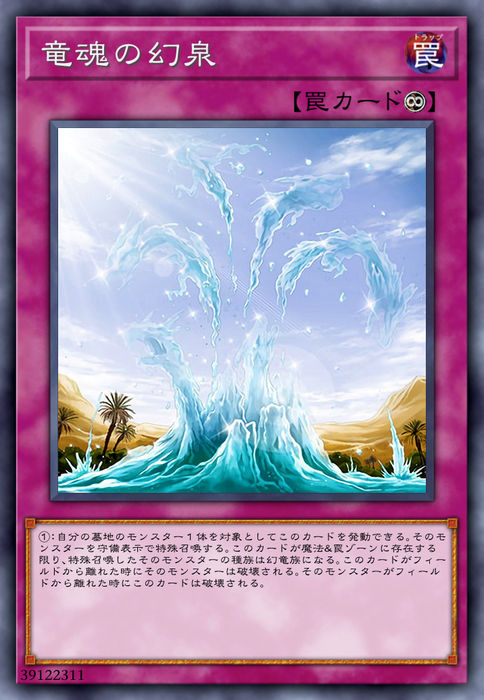 竜魂の幻泉
トラップ
罠
【罠カード】
①：自分の墓地のモンスター１体を対象としてこのカードを発動できる。そのモ
ンスターを守備表示で特殊召喚する。このカードが魔法&罠ゾーンに存在する
限り、特殊召喚したそのモンスターの種族は幻竜族になる。このカードがフィー
ルドから離れた時にそのモンスターは破壊される。そのモンスターがフィール
ドから離れた時にこのカードは破壊される。
39122311